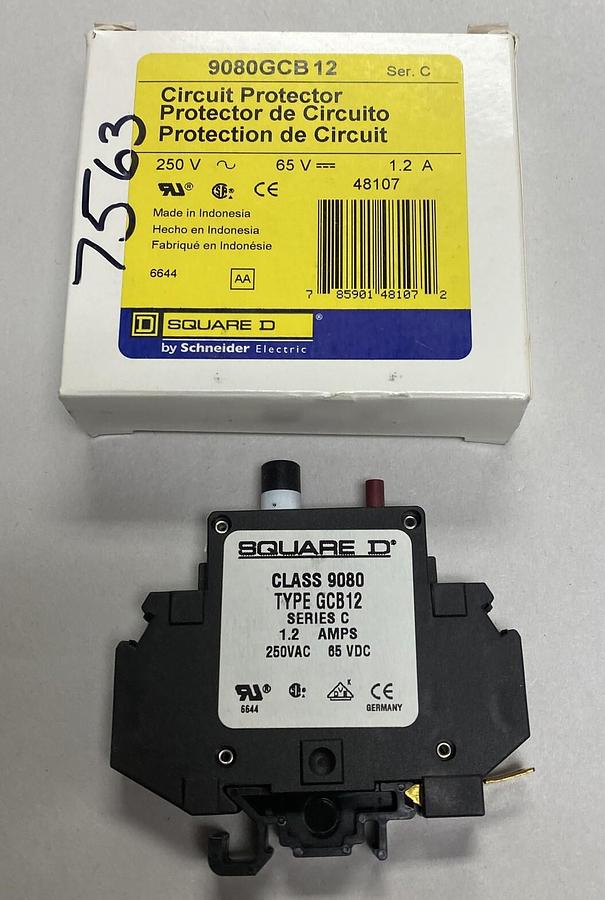 9080GCB12 Ser. C
Circuit Protector
Protector de Circuito
Protection de Circuit
250 V 65 V 1.2 A
48107
Made in Indonesia
Hecho en Indonesia
Fabriqué en Indonésie
6644 AA
7 85901 48107 2
D SQUARE D ®
by Schneider Electric
7563
SQUARE D®
CLASS 9080
TYPE GCB12
SERIES C
1.2 AMPS
250VAC 65 VDC
6644 GERMANY